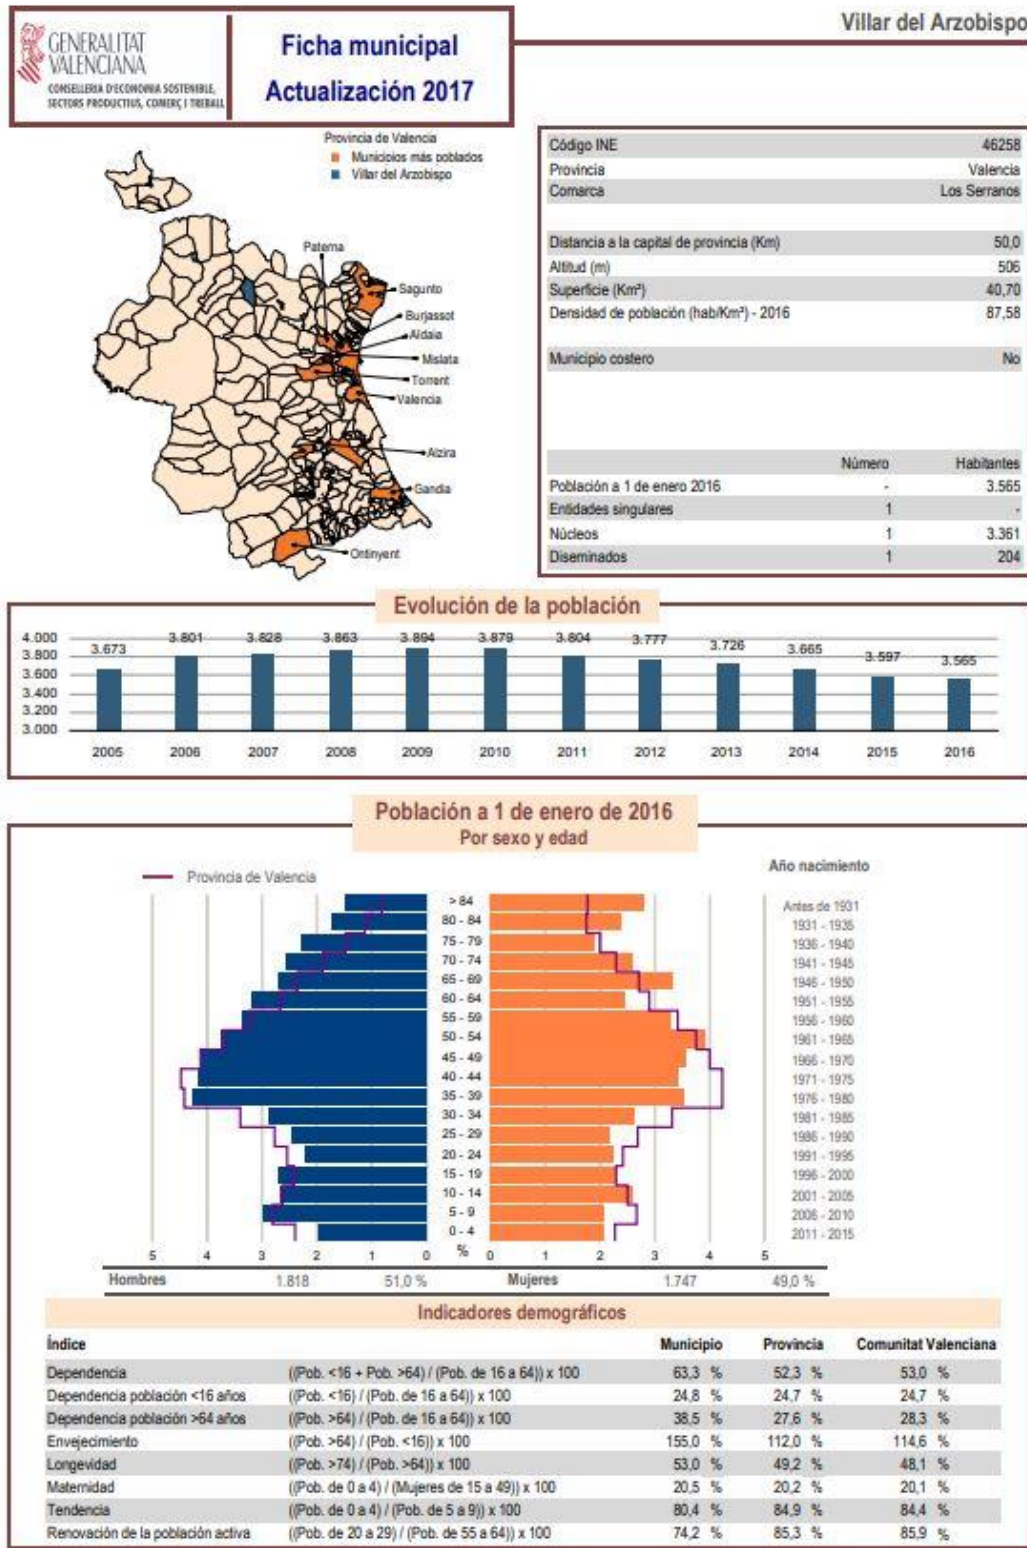 Villar del Arzobispo
GENERALITAT
VALENCIANA
CONSELLERIA D'ECONOMIA SOSTENIBLE,
SECTORS PRODUCTIUS, COMERÇ I TREBALL
Ficha municipal
Actualización 2017
Provincia de Valencia
Municipios más poblados
Villar del Arzobispo
Paterna
Sagunto
Burjassot
Aldaia
Mislata
Torrent
Valencia
Alzira
Gandia
Ontinyent
Código INE 46258
Provincia Valencia
Comarca Los Serranos
Distancia a la capital de provincia (Km) 50,0
Altitud (m) 506
Superficie (Km²) 40,70
Densidad de población (hab/Km²) - 2016 87,58
Municipio costero No
Número Habitantes
Población a 1 de enero 2016 - 3.565
Entidades singulares 1 -
Núcleos 1 3.361
Diseminados 1 204
Evolución de la población
4.000
3.800
3.600
3.400
3.000
3.673 3.801 3.828 3.863 3.894 3.879 3.804 3.777 3.726 3.665 3.597 3.565
2005 2006 2007 2008 2009 2010 2011 2012 2013 2014 2015 2016
Población a 1 de enero de 2016
Por sexo y edad
Provincia de Valencia
Año nacimiento
> 84 Antes de 1931
80 - 84 1931 - 1935
75 - 79 1936 - 1940
70 - 74 1941 - 1945
65 - 69 1946 - 1950
60 - 64 1951 - 1955
55 - 59 1956 - 1960
50 - 54 1961 - 1965
45 - 49 1966 - 1970
40 - 44 1971 - 1975
35 - 39 1976 - 1980
30 - 34 1981 - 1985
25 - 29 1986 - 1990
20 - 24 1991 - 1995
15 - 19 1996 - 2000
10 - 14 2001 - 2005
5 - 9 2006 - 2010
0 - 4 2011 - 2015
5 4 3 2 1 0 % 0 1 2 3 4 5
Hombres 1.818 51,0 % Mujeres 1.747 49,0 %
Indicadores demográficos
Índice Municipio Provincia Comunitat Valenciana
Dependencia ((Pob. <16 + Pob. >64) / (Pob. de 16 a 64)) x 100 63,3 % 52,3 % 53,0 %
Dependencia población <16 años ((Pob. <16) / (Pob. de 16 a 64)) x 100 24,8 % 24,7 % 24,7 %
Dependencia población >64 años ((Pob. >64) / (Pob. de 16 a 64)) x 100 38,5 % 27,6 % 28,3 %
Envejecimiento ((Pob. >64) / (Pob. <16)) x 100 155,0 % 112,0 % 114,6 %
Longevidad ((Pob. >74) / (Pob. >64)) x 100 53,0 % 49,2 % 48,1 %
Maternidad ((Pob. de 0 a 4) / (Mujeres de 15 a 49)) x 100 20,5 % 20,2 % 20,1 %
Tendencia ((Pob. de 0 a 4) / (Pob. de 5 a 9)) x 100 80,4 % 84,9 % 84,4 %
Renovación de la población activa ((Pob. de 20 a 29) / (Pob. de 55 a 64)) x 100 74,2 % 85,3 % 85,9 %